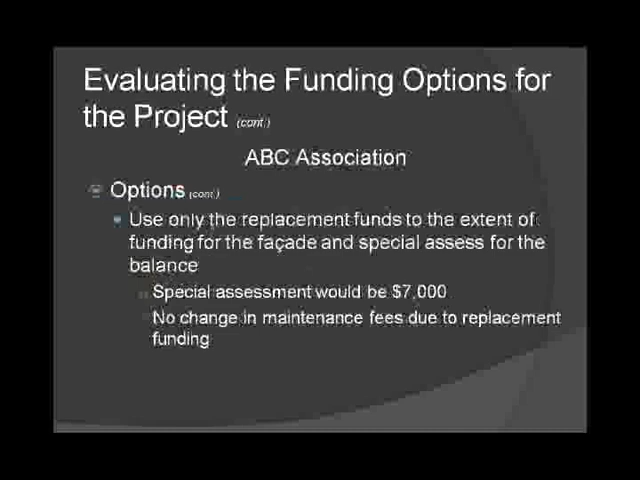 Evaluating the Funding Options for
the Project (cont.)
ABC Association
Options (cont.)
Use only the replacement funds to the extent of
funding for the façade and special assess for the
balance
Special assessment would be $7,000
No change in maintenance fees due to replacement
funding